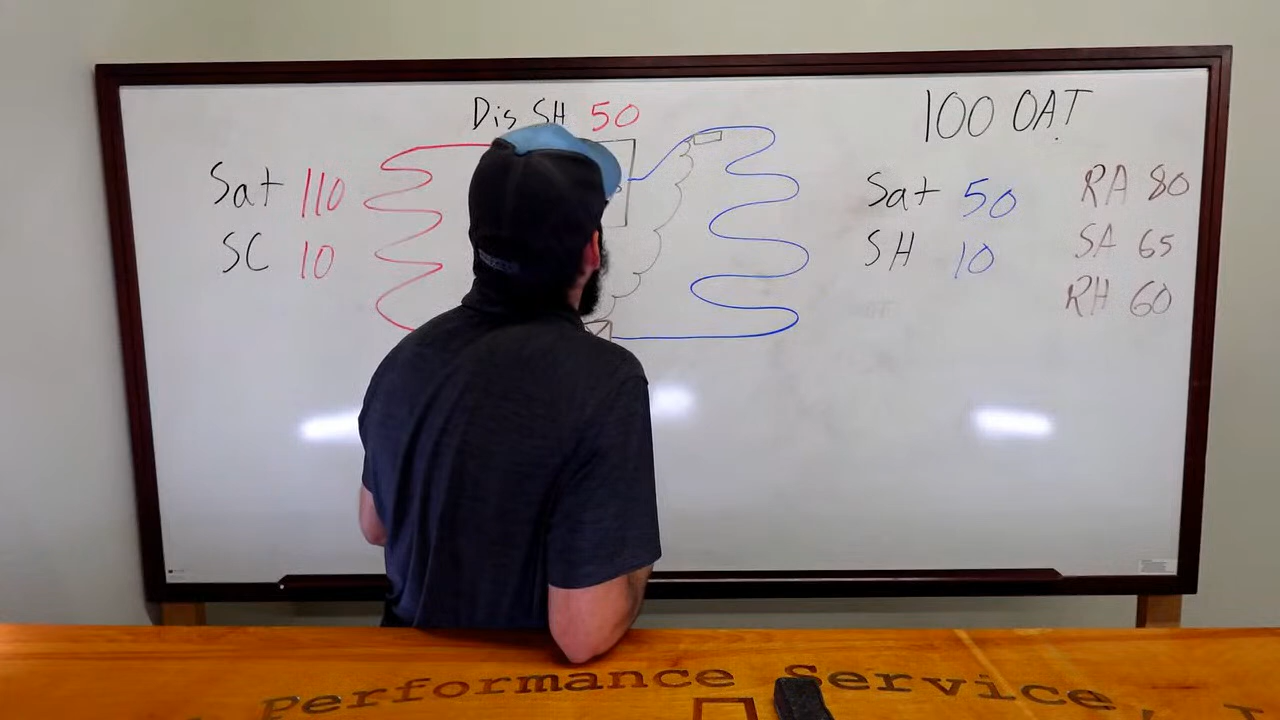 Dis SH 50
100 OAT
Sat 110
SC 10
Sat 50
SH 10
RA 80
SA 65
RH 60
Performance Service, I